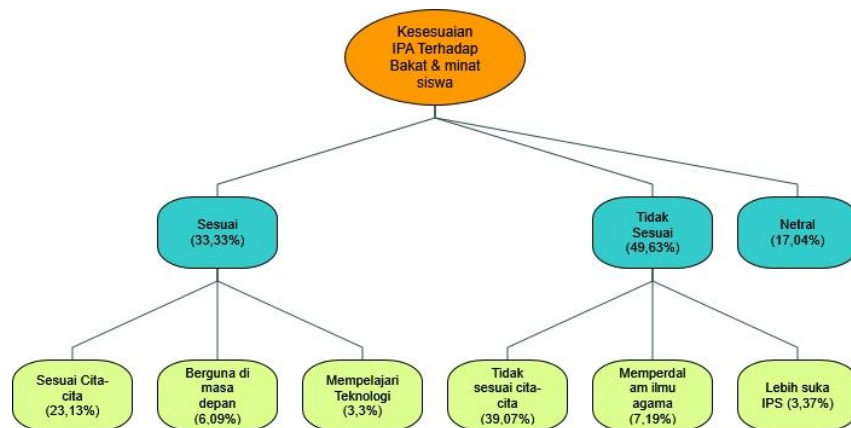 Kesesuaian
IPA Terhadap
Bakat & minat
siswa
Sesuai
(33,33%)
Tidak
Sesuai
(49,63%)
Netral
(17,04%)
Sesuai Cita-
cita
(23,13%)
Berguna di
masa
depan
(6,09%)
Mempelajari
Teknologi
(3,3%)
Tidak
sesuai cita-
cita
(39,07%)
Memperdal
am ilmu
agama
(7,19%)
Lebih suka
IPS (3,37%)